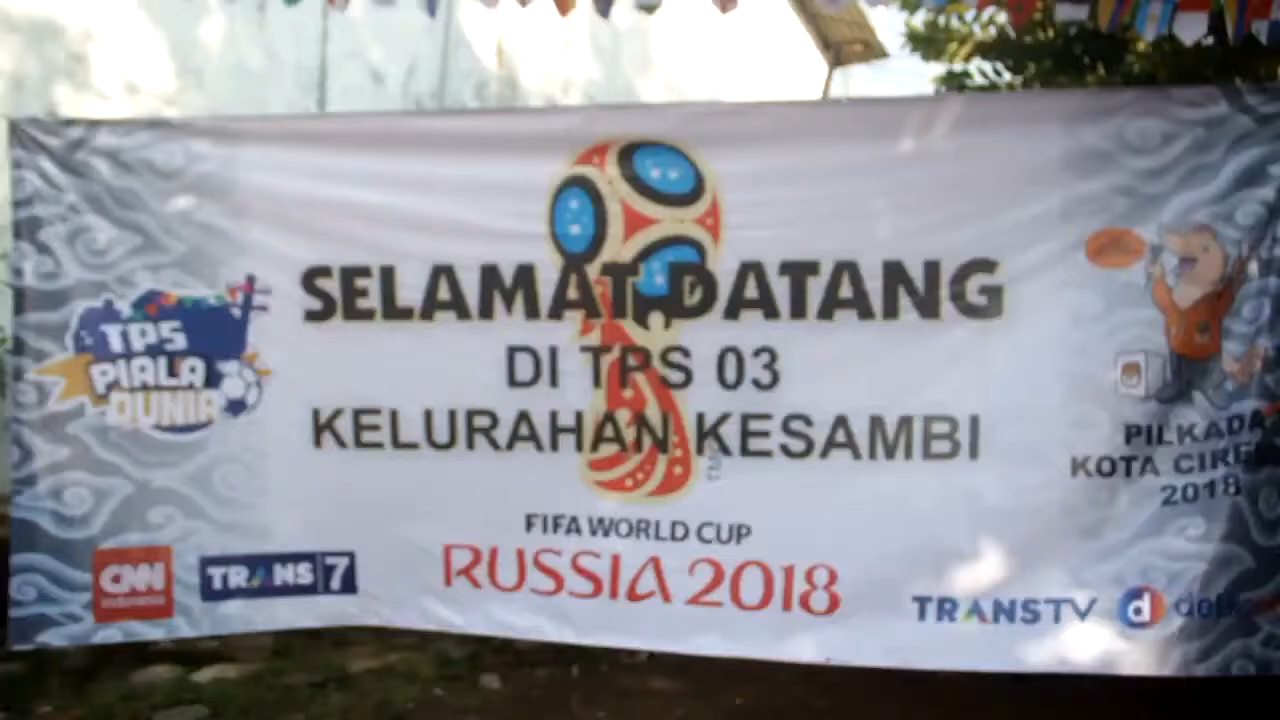 SELAMAT DATANG
DI TPS 03
KELURAHAN KESAMBI
TM
FIFA WORLD CUP
RUSSIA 2018
TPS
PIALA
DUNIA
PILKADA
KOTA
2018
CNN
TRANS 7
TRANSTV
d